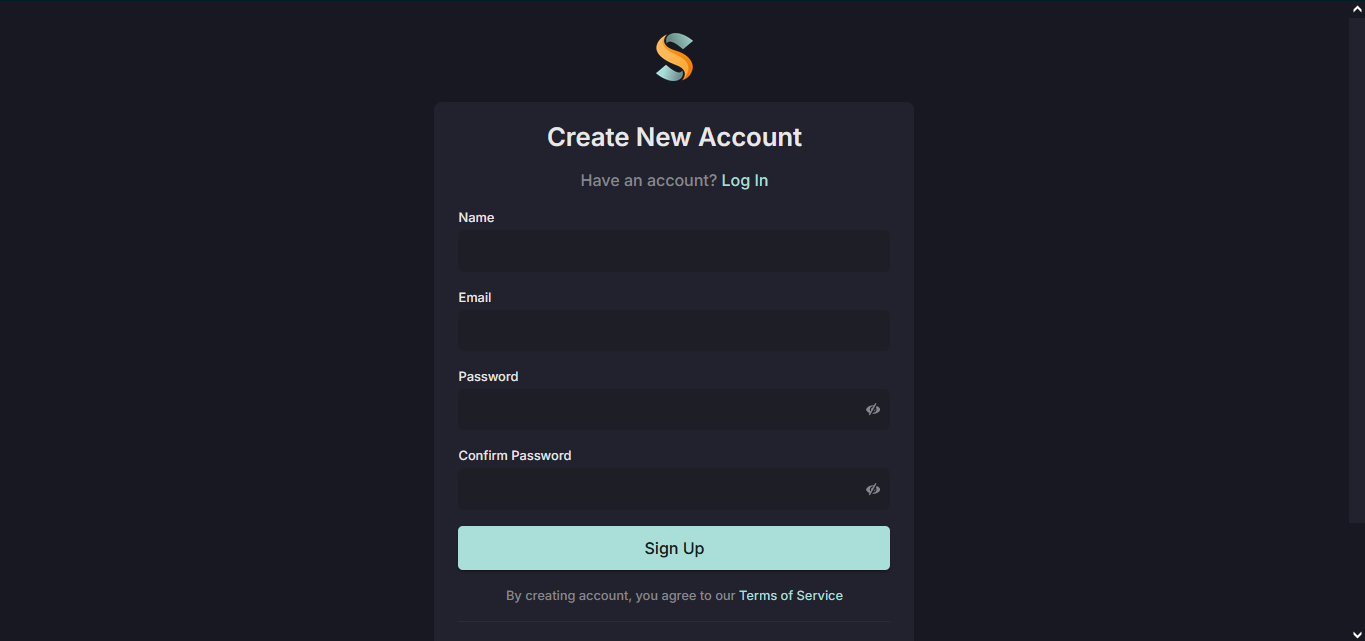 Create New Account
Have an account? Log In
Name
Email
Password
Confirm Password
Sign Up
By creating account, you agree to our Terms of Service